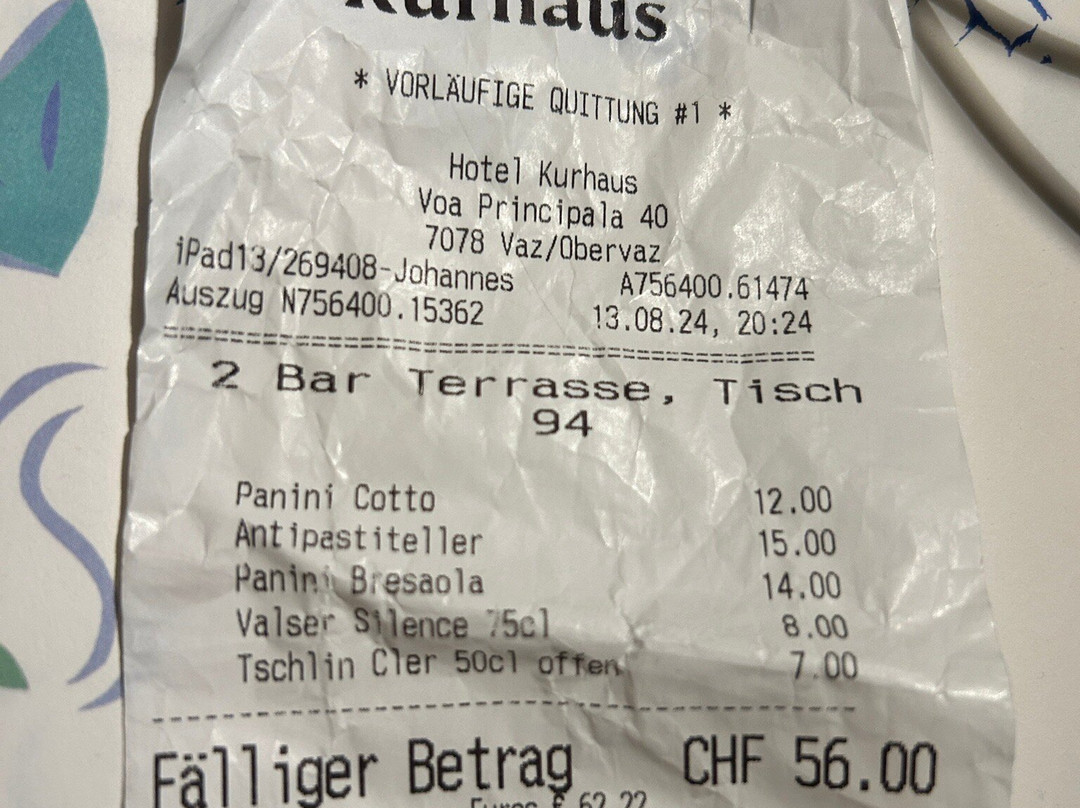 Kurhaus
* VORLÄUFIGE QUITTUNG #1 *
Hotel Kurhaus
Voa Principala 40
7078 Vaz/Obervaz
iPad13/269408-Johannes A756400.61474
Auszug N756400.15362 13.08.24, 20:24
2 Bar Terrasse, Tisch
94
Panini Cotto 12.00
Antipastiteller 15.00
Panini Bresaola 14.00
Valser Silence 75cl 8.00
Tschlin Cler 50cl offen 7.00
Fälliger Betrag CHF 56.00